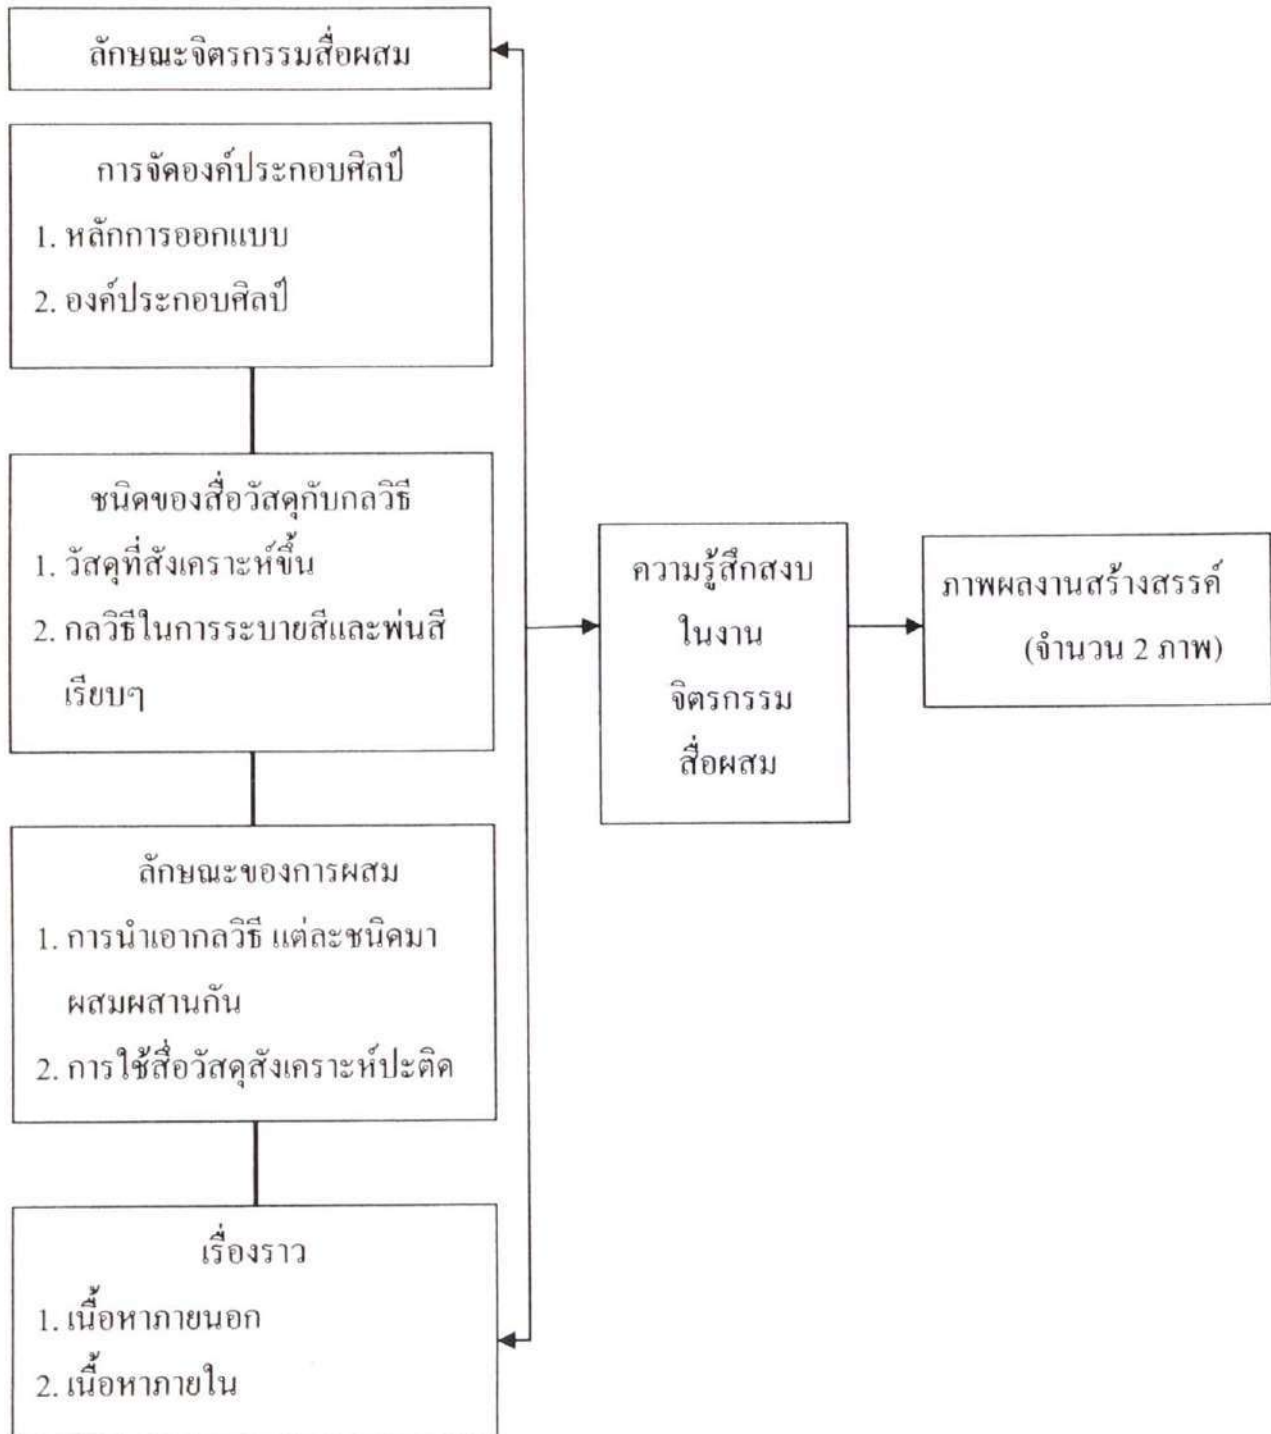 ลักษณะจิตรกรรมสื่อผสม
การจัดองค์ประกอบศิลป์
1. หลักการออกแบบ
2. องค์ประกอบศิลป์
ชนิดของสื่อวัสดุกับกลวิธี
1. วัสดุที่สังเคราะห์ขึ้น
2. กลวิธีในการระบายสีและพ่นสี
เรียบๆ
ลักษณะของการผสม
1. การนำเอากลวิธี แต่ละชนิดมา
ผสมผสานกัน
2. การใช้สื่อวัสดุสังเคราะห์ปะติด
เรื่องราว
1. เนื้อหาภายนอก
2. เนื้อหาภายใน
ความรู้สึกสงบ
ในงาน
จิตรกรรม
สื่อผสม
ภาพผลงานสร้างสรรค์
(จำนวน 2 ภาพ)